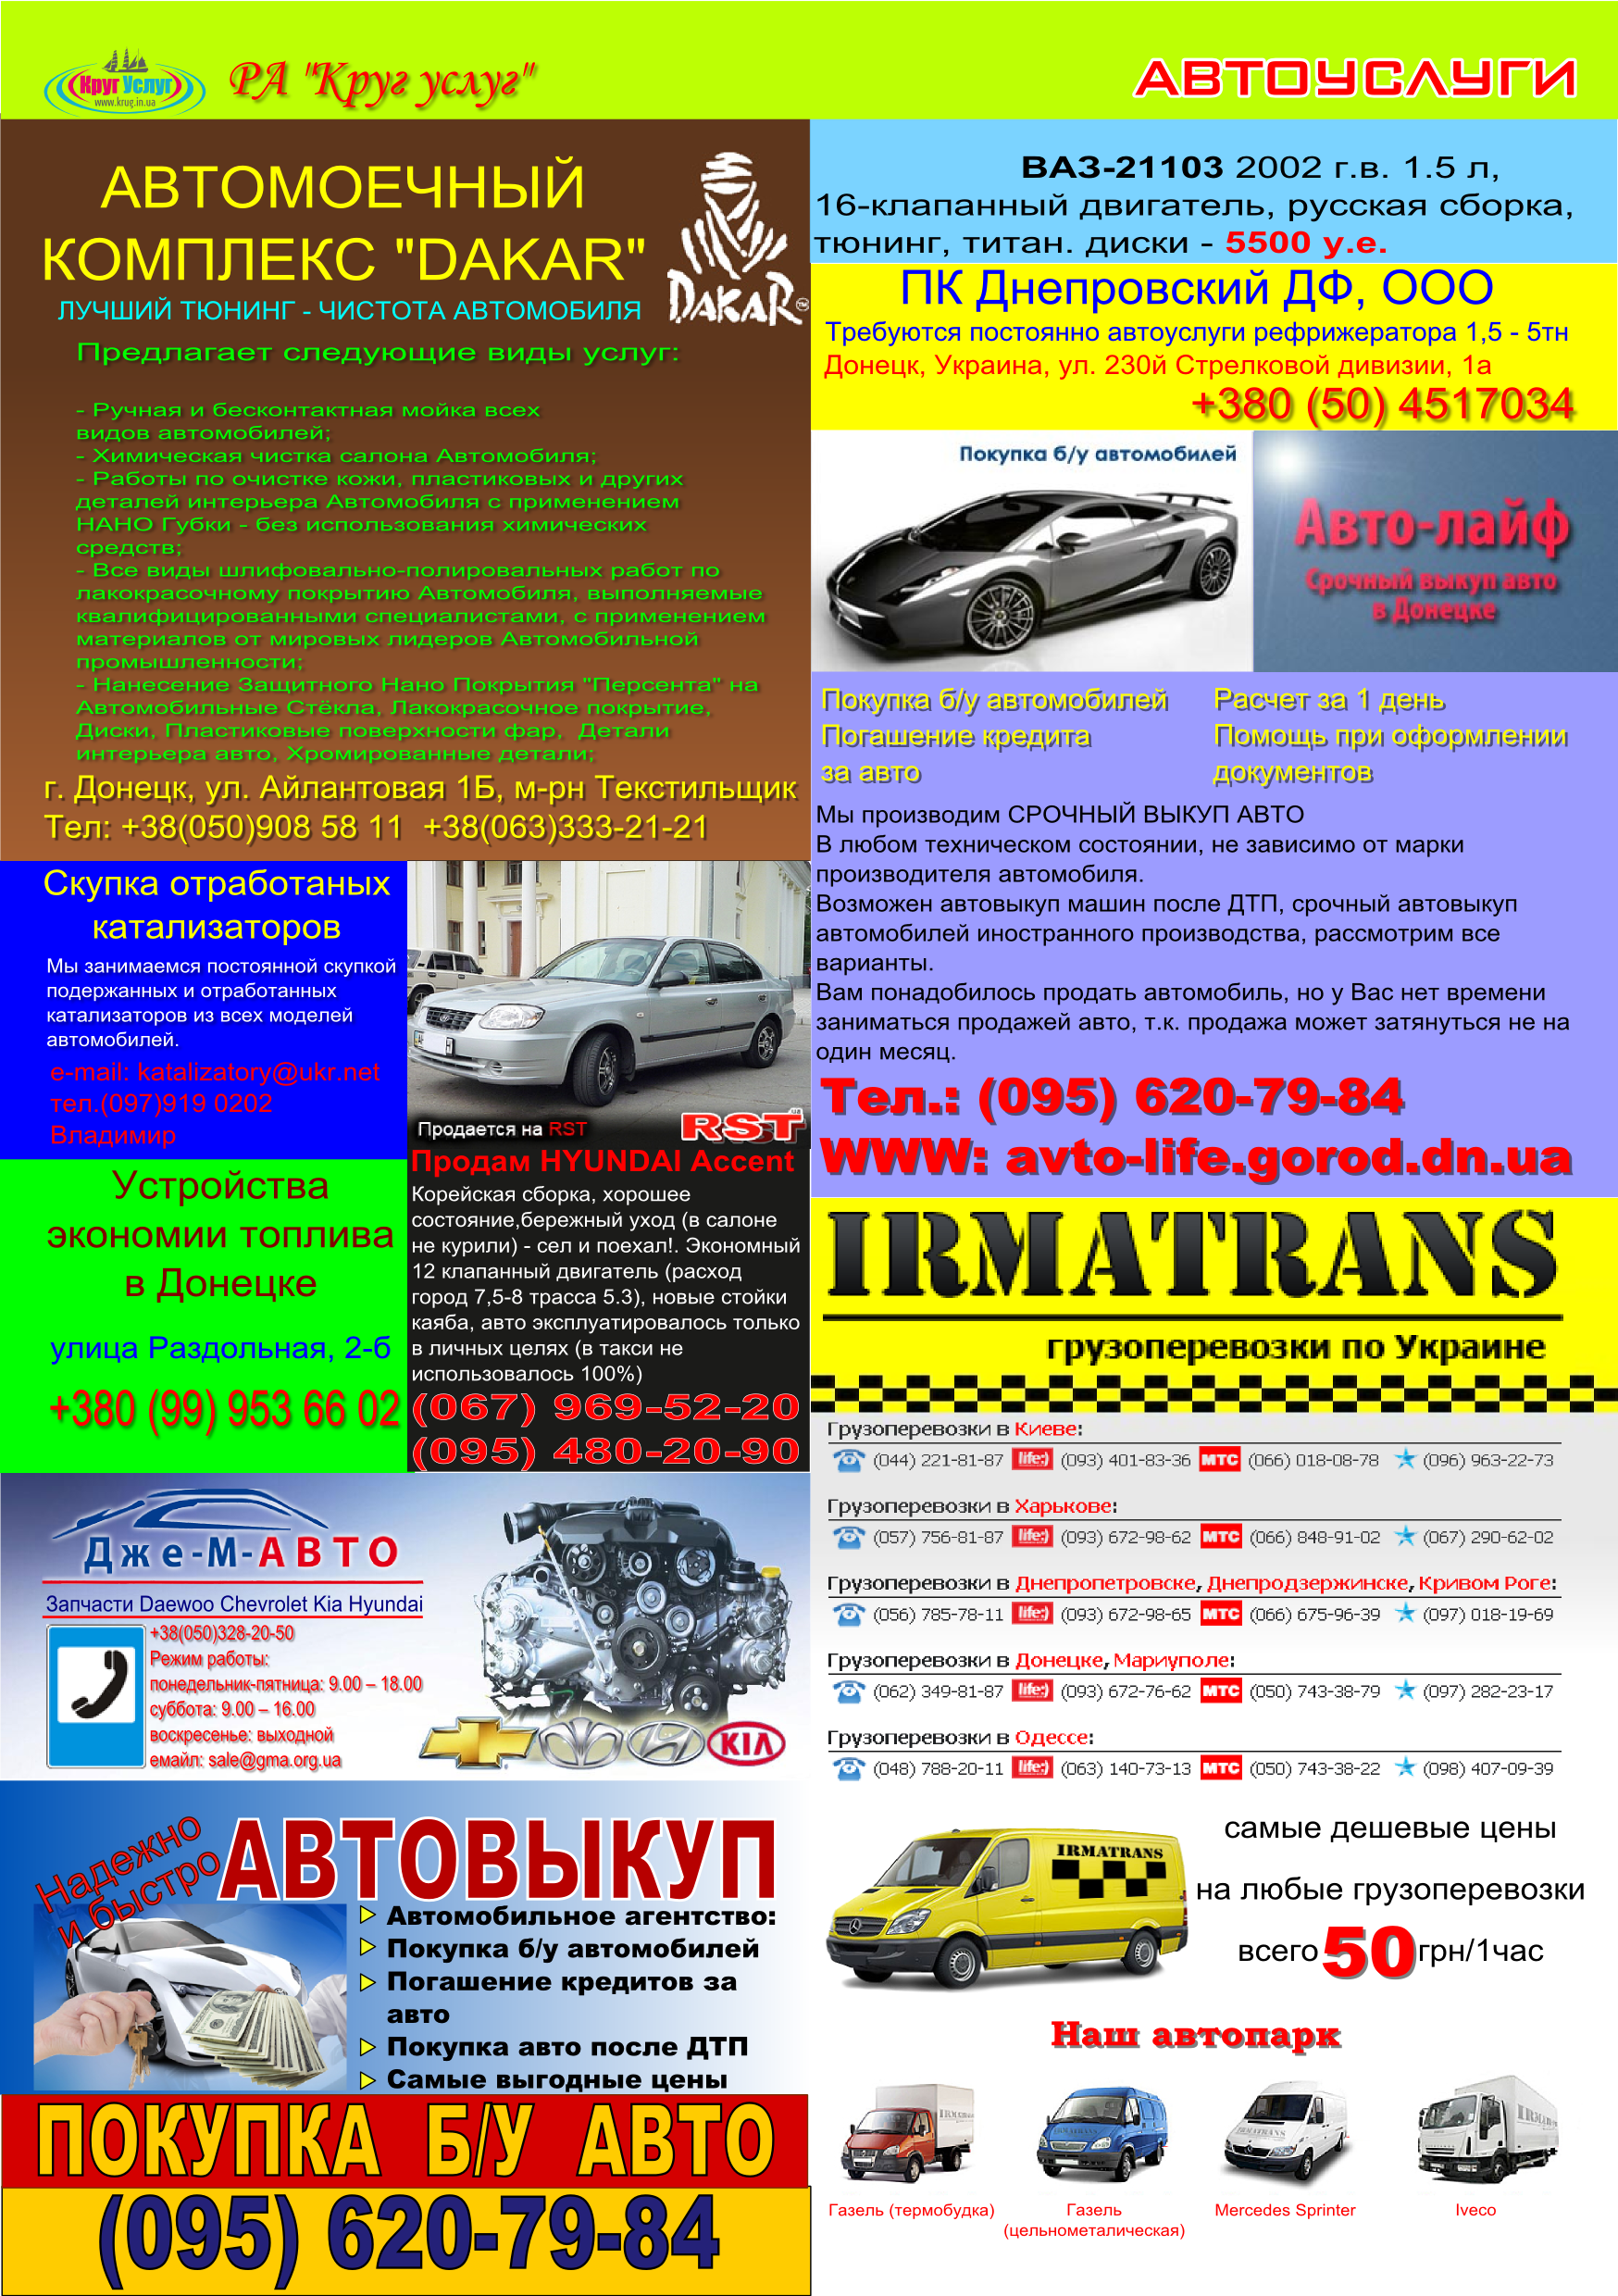 Круг Услуг
www.krug.in.ua
РА "Круг услуг"
АВТОУСЛУГИ
АВТОМОЕЧНЫЙ
КОМПЛЕКС "DAKAR"
ЛУЧШИЙ ТЮНИНГ - ЧИСТОТА АВТОМОБИЛЯ
DAKAR™
Предлагает следующие виды услуг:
- Ручная и бесконтактная мойка всех
видов автомобилей;
- Химическая чистка салона Автомобиля;
- Работы по очистке кожи, пластиковых и других
деталей интерьера Автомобиля с применением
НАНО Губки - без использования химических
средств;
- Все виды шлифовально-полировальных работ по
лакокрасочному покрытию Автомобиля, выполняемые
квалифицированными специалистами, с применением
материалов от мировых лидеров Автомобильной
промышленности;
- Нанесение Защитного Нано Покрытия "Персента" на
Автомобильные Стёкла, Лакокрасочное покрытие,
Диски, Пластиковые поверхности фар, Детали
интерьера авто, Хромированные детали;
г. Донецк, ул. Айлантовая 1Б, м-рн Текстильщик
Тел: +38(050)908 58 11 +38(063)333-21-21
ВАЗ-21103 2002 г.в. 1.5 л,
16-клапанный двигатель, русская сборка,
тюнинг, титан. диски - 5500 у.е.
ПК Днепровский ДФ, ООО
Требуются постоянно автоуслуги рефрижератора 1,5 - 5тн
Донецк, Украина, ул. 230й Стрелковой дивизии, 1а
+380 (50) 4517034
Покупка б/у автомобилей
Авто-лайф
Срочный выкуп авто
в Донецке
Покупка б/у автомобилей
Погашение кредита
за авто
Расчет за 1 день
Помощь при оформлении
документов
Мы производим СРОЧНЫЙ ВЫКУП АВТО
В любом техническом состоянии, не зависимо от марки
производителя автомобиля.
Возможен автовыкуп машин после ДТП, срочный автовыкуп
автомобилей иностранного производства, рассмотрим все
варианты.
Вам понадобилось продать автомобиль, но у Вас нет времени
заниматься продажей авто, т.к. продажа может затянуться не на
один месяц.
Тел.: (095) 620-79-84
WWW: avto-life.gorod.dn.ua
Скупка отработаных
катализаторов
Мы занимаемся постоянной скупкой
подержанных и отработанных
катализаторов из всех моделей
автомобилей.
e-mail: katalizatory@ukr.net
тел.(097)919 0202
Владимир
Продается на RST
RST
Продам HYUNDAI Accent
Корейская сборка, хорошее
состояние,бережный уход (в салоне
не курили) - сел и поехал!. Экономный
12 клапанный двигатель (расход
город 7,5-8 трасса 5.3), новые стойки
каяба, авто эксплуатировалось только
в личных целях (в такси не
использовалось 100%)
(067) 969-52-20
(095) 480-20-90
Устройства
экономии топлива
в Донецке
улица Раздольная, 2-б
+380 (99) 953 66 02
Дже-М-АВТО
Запчасти Daewoo Chevrolet Kia Hyundai
+38(050)328-20-50
Режим работы:
понедельник-пятница: 9.00 – 18.00
суббота: 9.00 – 16.00
воскресенье: выходной
емайл: sale@gma.org.ua
KIA
Надежно
и быстро
АВТОВЫКУП
Автомобильное агентство:
Покупка б/у автомобилей
Погашение кредитов за
авто
Покупка авто после ДТП
Самые выгодные цены
ПОКУПКА Б/У АВТО
(095) 620-79-84
IRMATRANS
грузоперевозки по Украине
Грузоперевозки в Киеве:
(044) 221-81-87 life:) (093) 401-83-36 МТС (066) 018-08-78 (096) 963-22-73
Грузоперевозки в Харькове:
(057) 756-81-87 life:) (093) 672-98-62 МТС (066) 848-91-02 (067) 290-62-02
Грузоперевозки в Днепропетровске, Днепродзержинске, Кривом Роге:
(056) 785-78-11 life:) (093) 672-98-65 МТС (066) 675-96-39 (097) 018-19-69
Грузоперевозки в Донецке, Мариуполе:
(062) 349-81-87 life:) (093) 672-76-62 МТС (050) 743-38-79 (097) 282-23-17
Грузоперевозки в Одессе:
(048) 788-20-11 life:) (063) 140-73-13 МТС (050) 743-38-22 (098) 407-09-39
IRMATRANS
самые дешевые цены
на любые грузоперевозки
всего 50 грн/1час
Наш автопарк
IRMATRANS
Газель (термобудка)
Газель
(цельнометалическая)
Mercedes Sprinter
Iveco